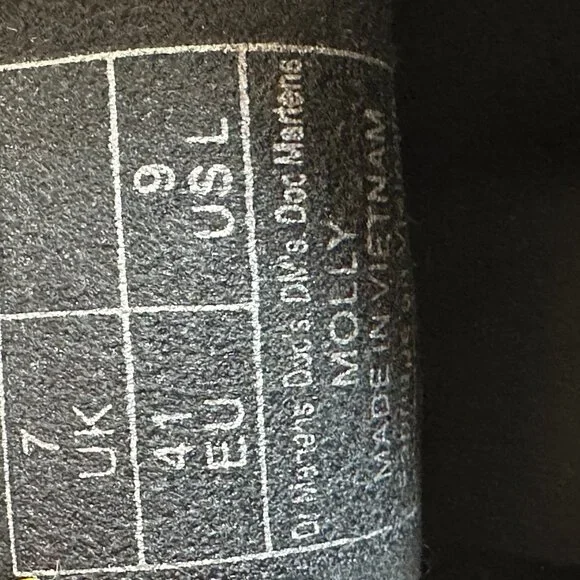 7
UK
9
US L
41
EU
Dr Martens. Doc's. DM's. Doc Martens
MOLLY
MADE IN VIETNAM